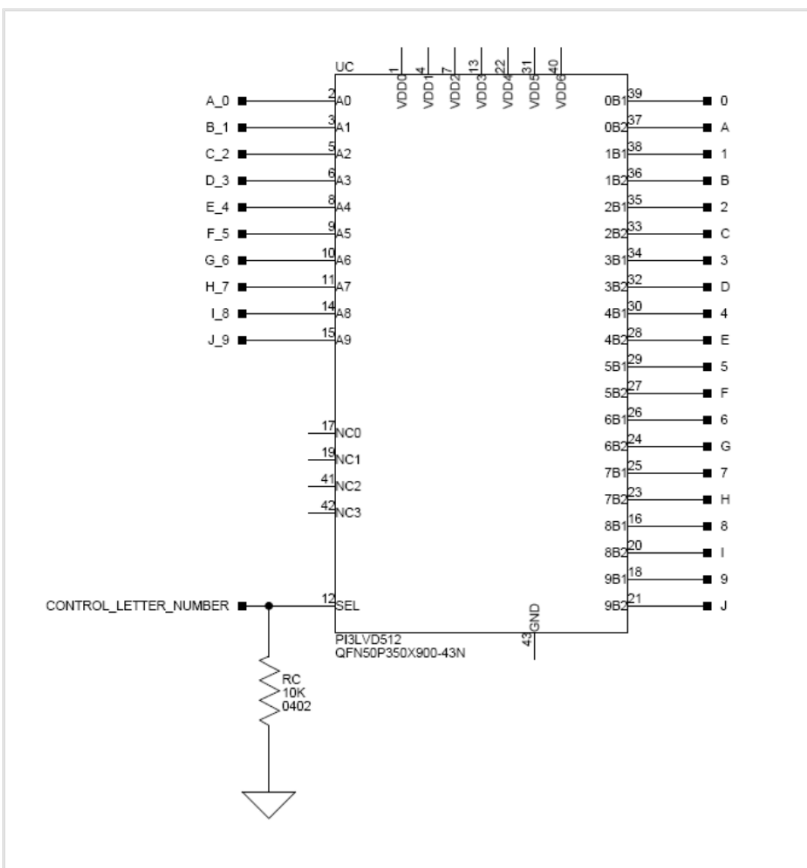 UC
1 VDD0
4 VDD1
7 VDD2
13 VDD3
22 VDD4
31 VDD5
40 VDD6
A_0 2 A0
B_1 3 A1
C_2 5 A2
D_3 6 A3
E_4 8 A4
F_5 9 A5
G_6 10 A6
H_7 11 A7
I_8 14 A8
J_9 15 A9
17 NC0
19 NC1
41 NC2
42 NC3
CONTROL_LETTER_NUMBER 12 SEL
0B1 39 0
0B2 37 A
1B1 38 1
1B2 36 B
2B1 35 2
2B2 33 C
3B1 34 3
3B2 32 D
4B1 30 4
4B2 28 E
5B1 29 5
5B2 27 F
6B1 26 6
6B2 24 G
7B1 25 7
7B2 23 H
8B1 16 8
8B2 20 I
9B1 18 9
9B2 21 J
43 GND
PI3LVD512
QFN50P350X900-43N
RC
10K
0402